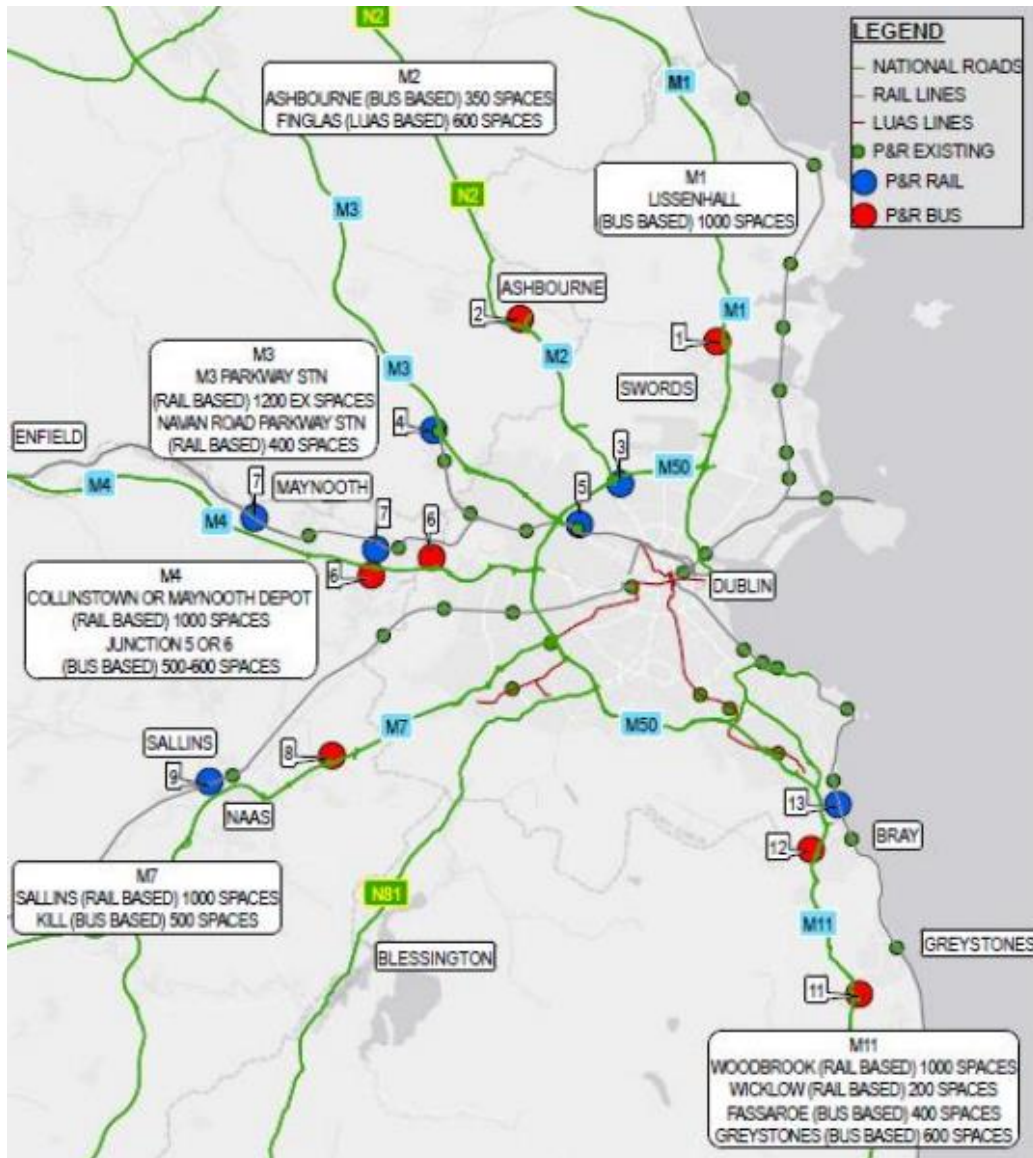 N2
LEGEND
NATIONAL ROADS
RAIL LINES
LUAS LINES
P&R EXISTING
P&R RAIL
P&R BUS
M1
M2
ASHBOURNE (BUS BASED) 350 SPACES
FINGLAS (LUAS BASED) 600 SPACES
M1
LISSENHALL
(BUS BASED) 1000 SPACES
N2
M3
ASHBOURNE
2
M1
1
M2
M3
SWORDS
M3
M3 PARKWAY STN
(RAIL BASED) 1200 EX SPACES
NAVAN ROAD PARKWAY STN
(RAIL BASED) 400 SPACES
4
ENFIELD
3
M50
M4
7
MAYNOOTH
5
M4
7
6
6
DUBLIN
M4
COLLINSTOWN OR MAYNOOTH DEPOT
(RAIL BASED) 1000 SPACES
JUNCTION 5 OR 6
(BUS BASED) 500-600 SPACES
M7
M50
SALLINS
8
9
NAAS
13
BRAY
12
M7
SALLINS (RAIL BASED) 1000 SPACES
KILL (BUS BASED) 500 SPACES
N81
M11
BLESSINGTON
GREYSTONES
11
M11
WOODBROOK (RAIL BASED) 1000 SPACES
WICKLOW (RAIL BASED) 200 SPACES
FASSAROE (BUS BASED) 400 SPACES
GREYSTONES (BUS BASED) 600 SPACES